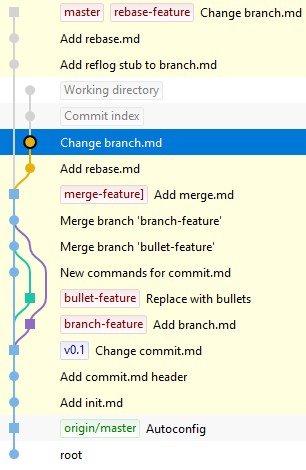 master rebase-feature Change branch.md
Add rebase.md
Add reflog stub to branch.md
Working directory
Commit index
Change branch.md
Add rebase.md
merge-feature] Add merge.md
Merge branch 'branch-feature'
Merge branch 'bullet-feature'
New commands for commit.md
bullet-feature Replace with bullets
branch-feature Add branch.md
v0.1 Change commit.md
Add commit.md header
Add init.md
origin/master Autoconfig
root